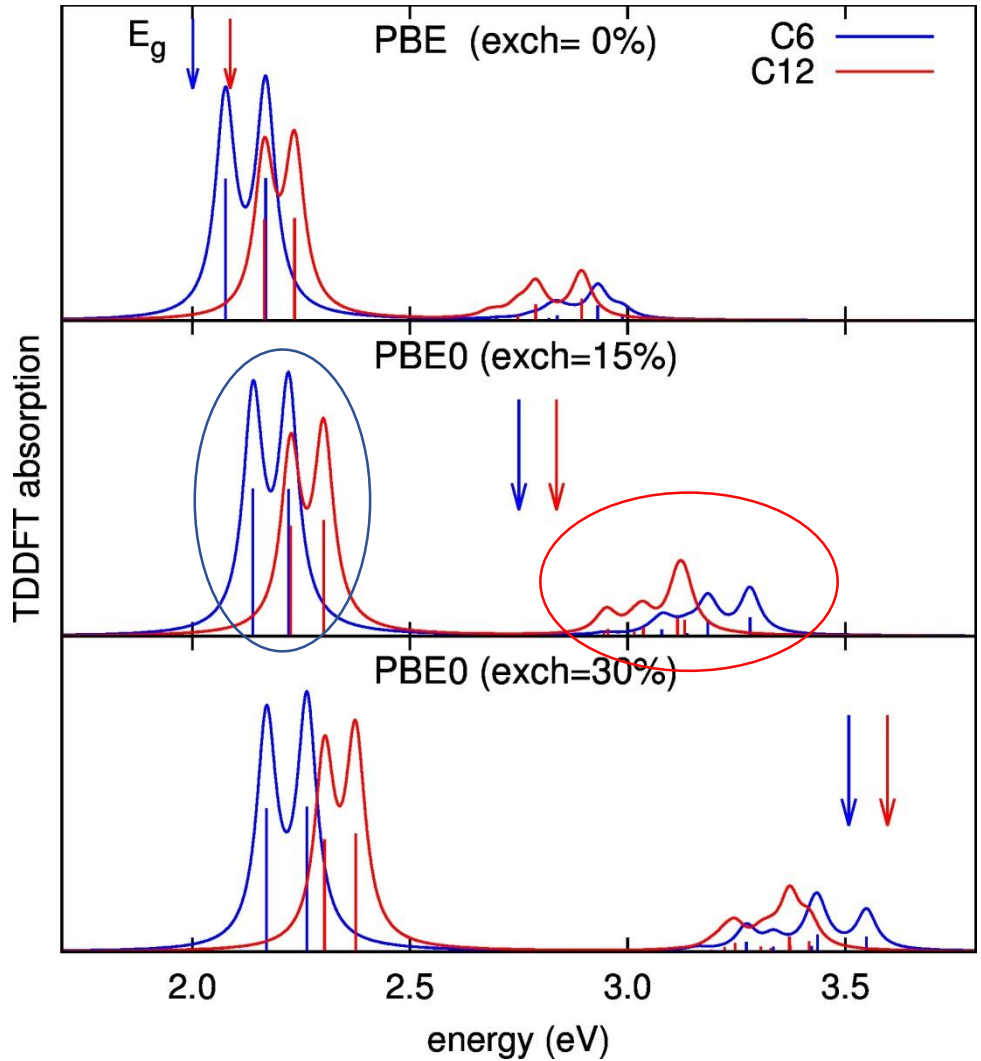 E_g
PBE (exch= 0%)
C6
C12
PBE0 (exch=15%)
PBE0 (exch=30%)
TDDFT absorption
2.0 2.5 3.0 3.5
energy (eV)